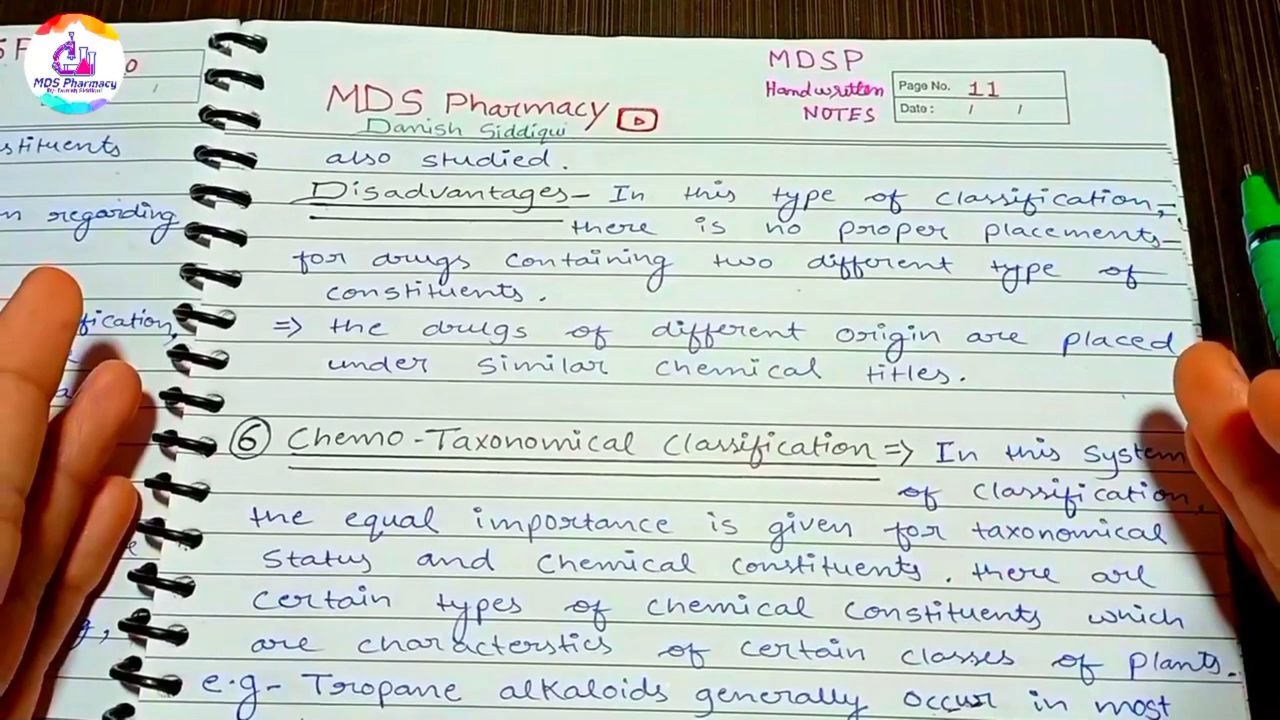 MDS Pharmacy
By: Danish Siddiqui
stituents
n regarding
fication,
MDS Pharmacy
Danish Siddiqui
MDSP
Handwritten
NOTES
Page No. 11
Date : / /
also studied.
Disadvantages - In this type of classification,
there is no proper placements
for drugs containing two different type of
constituents.
=> the drugs of different origin are placed
under similar chemical titles.
⑥ Chemo-Taxonomical Classification => In this System
of classification,
the equal importance is given for taxonomical
Status and Chemical constituents. there are
certain types of chemical constituents which
are characterstics of certain classes of plants.
e.g- Tropane alkaloids generally occur in most